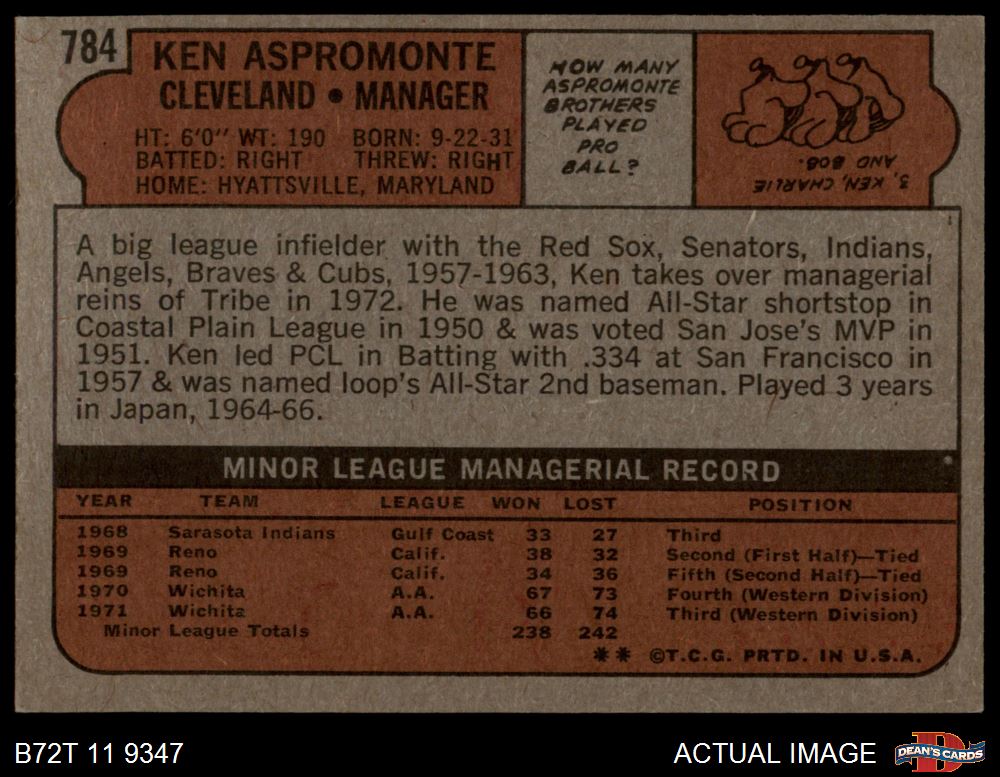 784
KEN ASPROMONTE
CLEVELAND • MANAGER
HT: 6'0" WT: 190 BORN: 9-22-31
BATTED: RIGHT THREW: RIGHT
HOME: HYATTSVILLE, MARYLAND
HOW MANY
ASPROMONTE
BROTHERS
PLAYED
PRO
BALL?
3, KEN, CHARLIE
AND BOB.
A big league infielder with the Red Sox, Senators, Indians,
Angels, Braves & Cubs, 1957-1963, Ken takes over managerial
reins of Tribe in 1972. He was named All-Star shortstop in
Coastal Plain League in 1950 & was voted San Jose's MVP in
1951. Ken led PCL in Batting with .334 at San Francisco in
1957 & was named loop's All-Star 2nd baseman. Played 3 years
in Japan, 1964-66.
MINOR LEAGUE MANAGERIAL RECORD
YEAR TEAM LEAGUE WON LOST POSITION
1968 Sarasota Indians Gulf Coast 33 27 Third
1969 Reno Calif. 38 32 Second (First Half)—Tied
1969 Reno Calif. 34 36 Fifth (Second Half)—Tied
1970 Wichita A.A. 67 73 Fourth (Western Division)
1971 Wichita A.A. 66 74 Third (Western Division)
Minor League Totals 238 242
** ©T.C.G. PRTD. IN U.S.A.
B72T 11 9347
ACTUAL IMAGE
D
DEAN'S CARDS